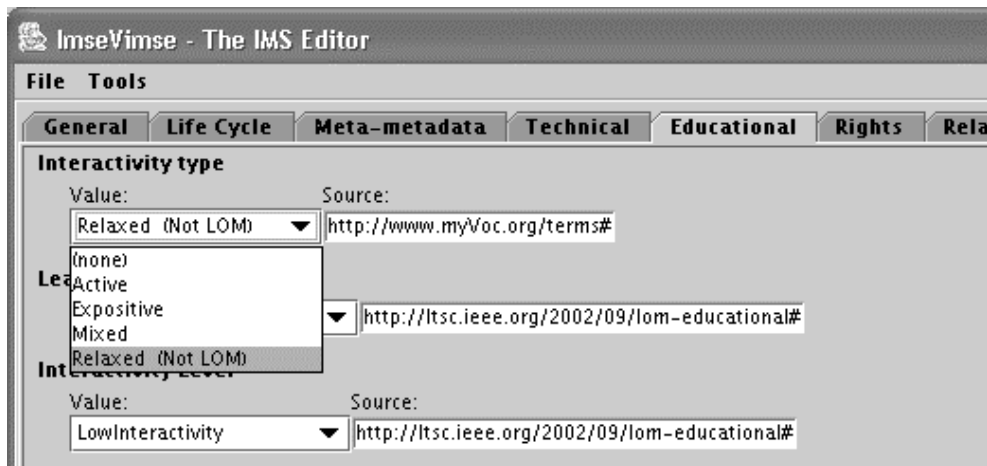 ImseVimse - The IMS Editor
File Tools
General Life Cycle Meta-metadata Technical Educational Rights Rela
Interactivity type
Value: Source:
Relaxed (Not LOM) http://www.myVoc.org/terms#
(none)
Lea
Active
Expositive
http://ltsc.ieee.org/2002/09/lom-educational#
Mixed
Relaxed (Not LOM)
Value: Source:
LowInteractivity http://ltsc.ieee.org/2002/09/lom-educational#